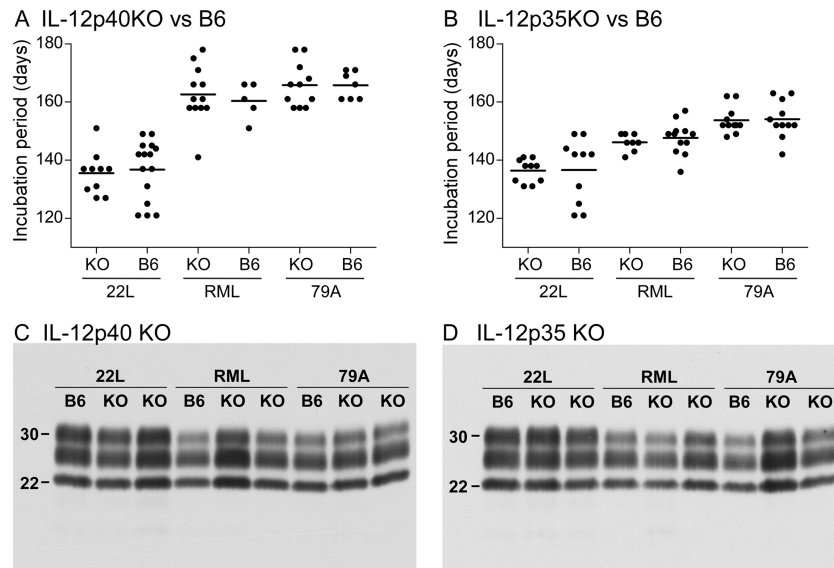 A IL-12p40KO vs B6
Incubation period (days)
180
160
140
120
KO B6 KO B6 KO B6
22L RML 79A
B IL-12p35KO vs B6
Incubation period (days)
180
160
140
120
KO B6 KO B6 KO B6
22L RML 79A
C IL-12p40 KO
22L RML 79A
B6 KO KO B6 KO KO B6 KO KO
30
22
D IL-12p35 KO
22L RML 79A
B6 KO KO B6 KO KO B6 KO KO
30
22